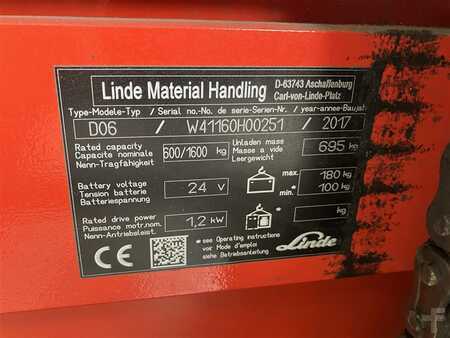 Linde Material Handling D-63743 Aschaffenburg
Carl-von-Linde-Platz
Type-Modele-Typ / Serial no.-No. de serie-Serien-Nr. / year-annee-Baujahr
D06 / W41160H00251 / 2017
Rated capacity
Capacite nominale
Nenn-Tragfähigkeit
600/1600 kg
Unladen mass
Masse a vide
Leergewicht
695 kg
Battery voltage
Tension batterie
Batteriespannung
24 V
max. 180 kg
min.* 100 kg
Rated drive power
Puissance motr.nom.
Nenn-Antriebsleist.
1,2 kW
kg
CE
* see Operating instructions
voir Mode d'emploi
siehe Betriebsanleitung
Linde